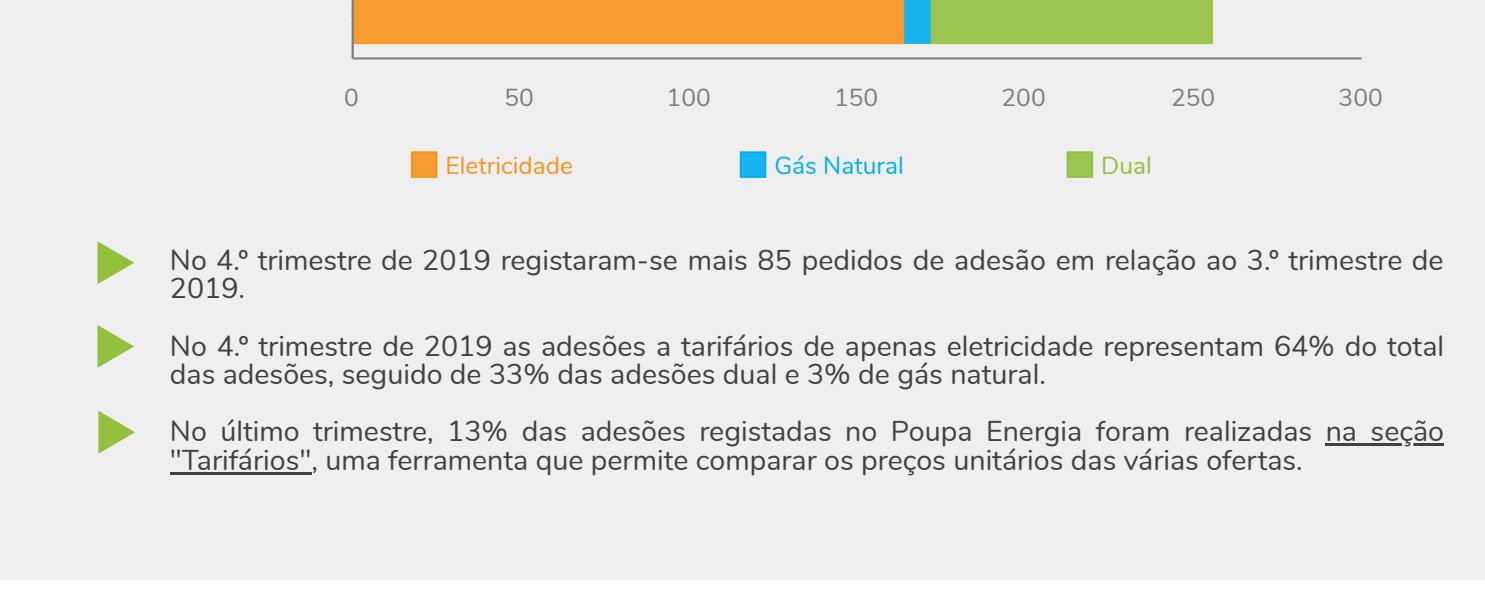 0 50 100 150 200 250 300
Eletricidade Gás Natural Dual
No 4.º trimestre de 2019 registaram-se mais 85 pedidos de adesão em relação ao 3.º trimestre de
2019.
No 4.º trimestre de 2019 as adesões a tarifários de apenas eletricidade representam 64% do total
das adesões, seguido de 33% das adesões dual e 3% de gás natural.
No último trimestre, 13% das adesões registadas no Poupa Energia foram realizadas na seção
"Tarifários", uma ferramenta que permite comparar os preços unitários das várias ofertas.